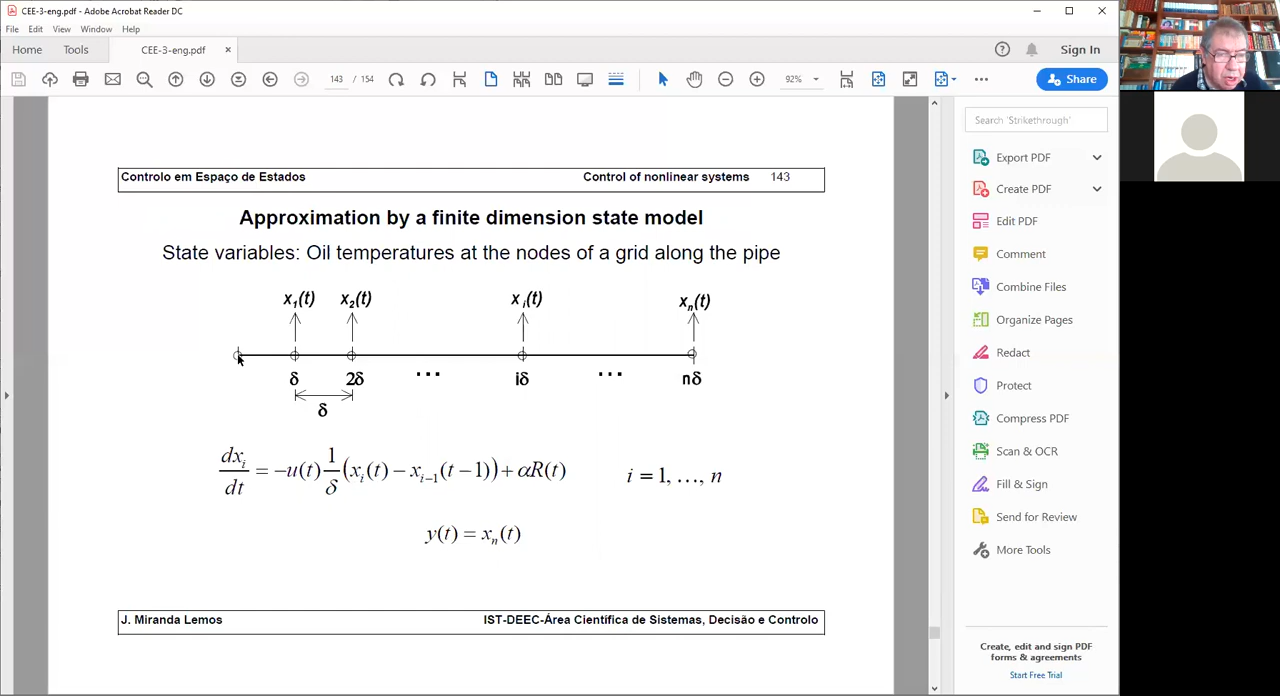 CEE-3-eng.pdf - Adobe Acrobat Reader DC
File Edit View Window Help
Home Tools CEE-3-eng.pdf × Sign In
143 / 154 92% Share
Search 'Strikethrough'
Export PDF
Create PDF
Edit PDF
Comment
Combine Files
Organize Pages
Redact
Protect
Compress PDF
Scan & OCR
Fill & Sign
Send for Review
More Tools
Create, edit and sign PDF
forms & agreements
Start Free Trial
Controlo em Espaço de Estados Control of nonlinear systems 143
Approximation by a finite dimension state model
State variables: Oil temperatures at the nodes of a grid along the pipe
x₁(t) x₂(t) xᵢ(t) xₙ(t)
δ 2δ ... iδ ... nδ
δ
dxᵢ/dt = −u(t) 1/δ (xᵢ(t) − xᵢ₋₁(t − 1)) + αR(t) i = 1, …, n
y(t) = xₙ(t)
J. Miranda Lemos IST-DEEC-Área Científica de Sistemas, Decisão e Controlo